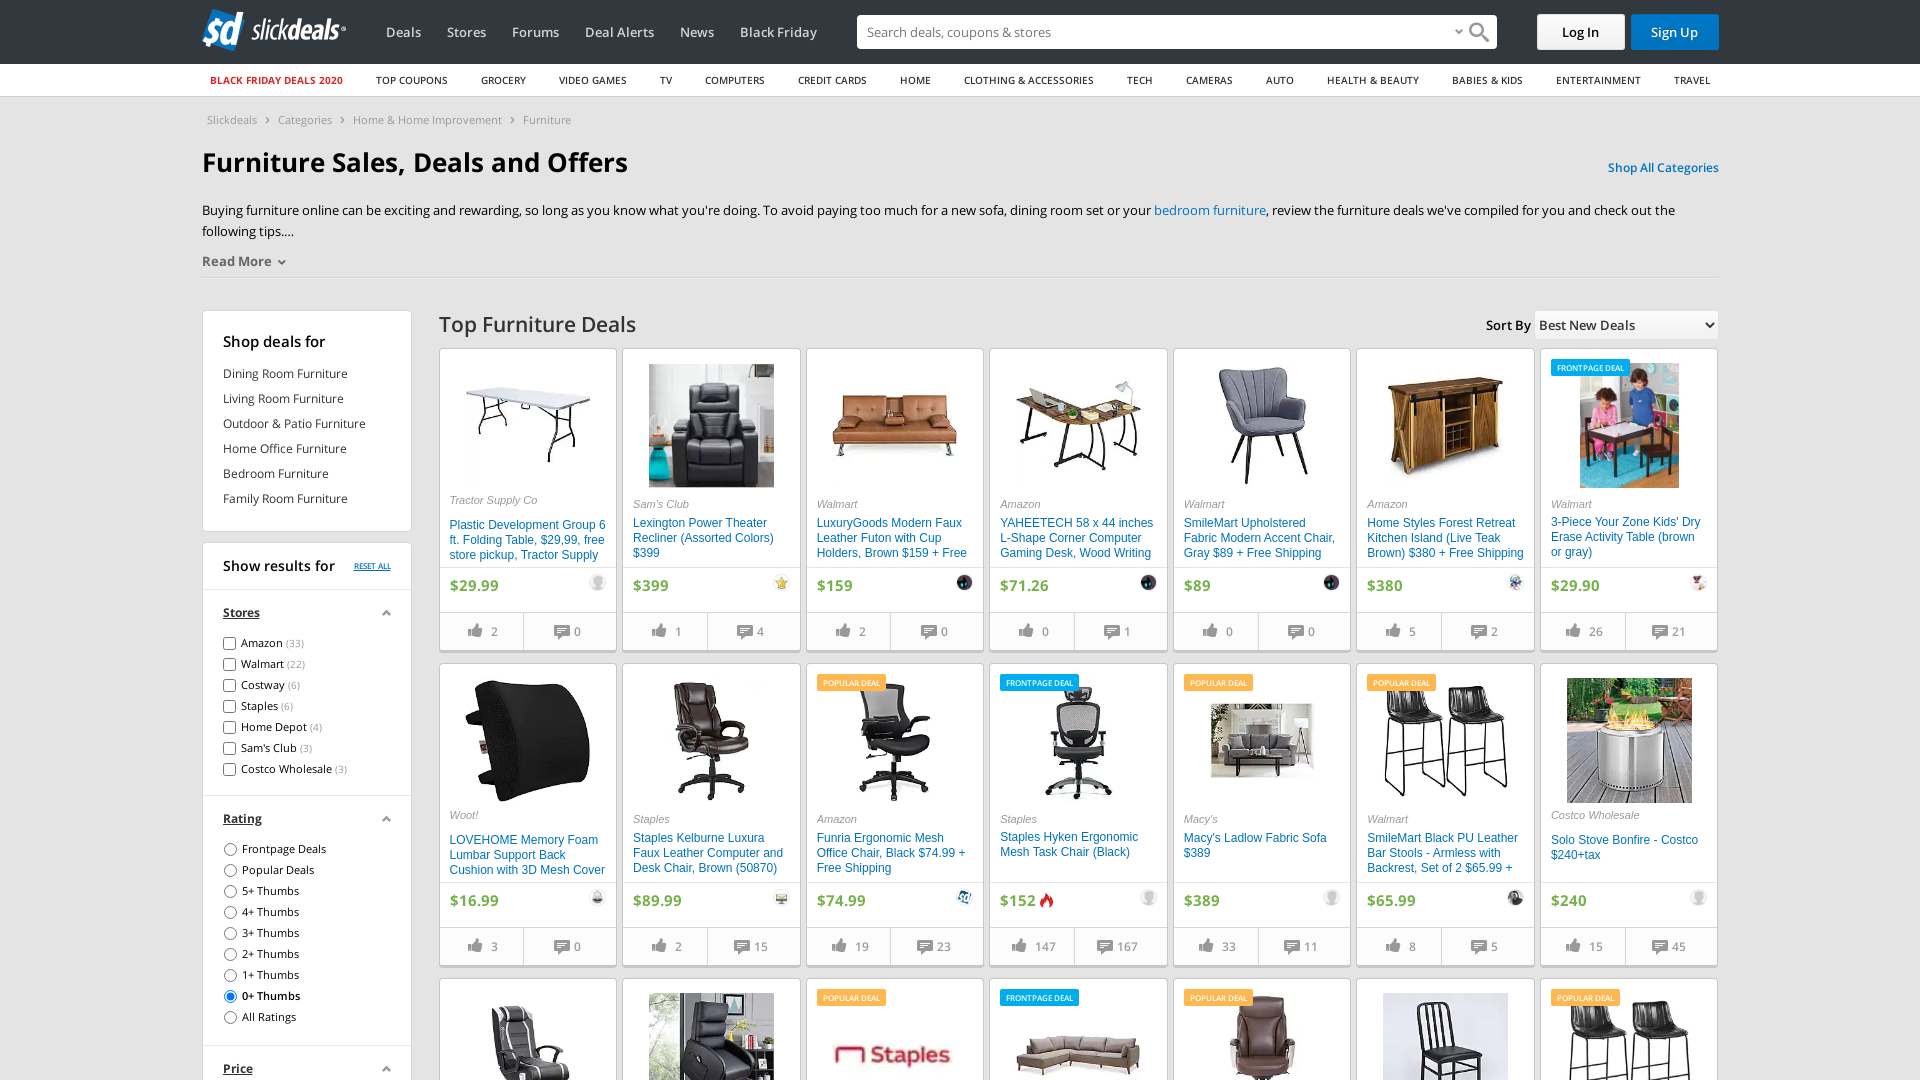 sd slickdeals
Deals
Stores
Forums
Deal Alerts
News
Black Friday
Search deals, coupons & stores
Log In
Sign Up
BLACK FRIDAY DEALS 2020
TOP COUPONS
GROCERY
VIDEO GAMES
TV
COMPUTERS
CREDIT CARDS
HOME
CLOTHING & ACCESSORIES
TECH
CAMERAS
AUTO
HEALTH & BEAUTY
BABIES & KIDS
ENTERTAINMENT
TRAVEL
Slickdeals > Categories > Home & Home Improvement > Furniture
Furniture Sales, Deals and Offers
Shop All Categories
Buying furniture online can be exciting and rewarding, so long as you know what you're doing. To avoid paying too much for a new sofa, dining room set or your bedroom furniture, review the furniture deals we've compiled for you and check out the
following tips....
Read More
Shop deals for
Dining Room Furniture
Living Room Furniture
Outdoor & Patio Furniture
Home Office Furniture
Bedroom Furniture
Family Room Furniture
Show results for
RESET ALL
Stores
Amazon (33)
Walmart (22)
Costway (6)
Staples (6)
Home Depot (4)
Sam's Club (3)
Costco Wholesale (3)
Rating
Frontpage Deals
Popular Deals
5+ Thumbs
4+ Thumbs
3+ Thumbs
2+ Thumbs
1+ Thumbs
0+ Thumbs
All Ratings
Price
Top Furniture Deals
Sort By
Best New Deals
Tractor Supply Co
Plastic Development Group 6
ft. Folding Table, $29,99, free
store pickup, Tractor Supply
$29.99
2
0
Sam's Club
Lexington Power Theater
Recliner (Assorted Colors)
$399
$399
1
4
Walmart
LuxuryGoods Modern Faux
Leather Futon with Cup
Holders, Brown $159 + Free
$159
2
0
Amazon
YAHEETECH 58 x 44 inches
L-Shape Corner Computer
Gaming Desk, Wood Writing
$71.26
0
1
Walmart
SmileMart Upholstered
Fabric Modern Accent Chair,
Gray $89 + Free Shipping
$89
0
0
Amazon
Home Styles Forest Retreat
Kitchen Island (Live Teak
Brown) $380 + Free Shipping
$380
5
2
FRONTPAGE DEAL
Walmart
3-Piece Your Zone Kids' Dry
Erase Activity Table (brown
or gray)
$29.90
26
21
Woot!
LOVEHOME Memory Foam
Lumbar Support Back
Cushion with 3D Mesh Cover
$16.99
3
0
Staples
Staples Kelburne Luxura
Faux Leather Computer and
Desk Chair, Brown (50870)
$89.99
2
15
POPULAR DEAL
Amazon
Funria Ergonomic Mesh
Office Chair, Black $74.99 +
Free Shipping
$74.99
19
23
FRONTPAGE DEAL
Staples
Staples Hyken Ergonomic
Mesh Task Chair (Black)
$152
147
167
POPULAR DEAL
Macy's
Macy's Ladlow Fabric Sofa
$389
$389
33
11
POPULAR DEAL
Walmart
SmileMart Black PU Leather
Bar Stools - Armless with
Backrest, Set of 2 $65.99 +
$65.99
8
5
Costco Wholesale
Solo Stove Bonfire - Costco
$240+tax
$240
15
45
POPULAR DEAL
Staples
FRONTPAGE DEAL
POPULAR DEAL
POPULAR DEAL